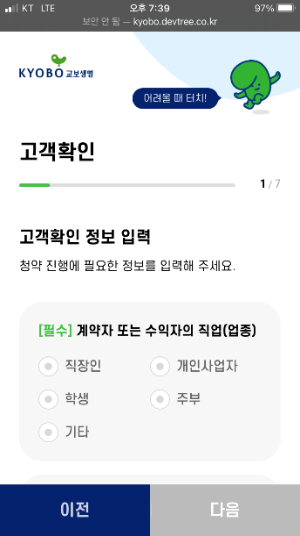 KT LTE 오후 7:39 97%
보안 안 됨 — kyobo.devtree.co.kr
KYOBO 교보생명
어려울 때 터치!
고객확인
1 / 7
고객확인 정보 입력
청약 진행에 필요한 정보를 입력해 주세요.
[필수] 계약자 또는 수익자의 직업(업종)
직장인 개인사업자
학생 주부
기타
이전 다음